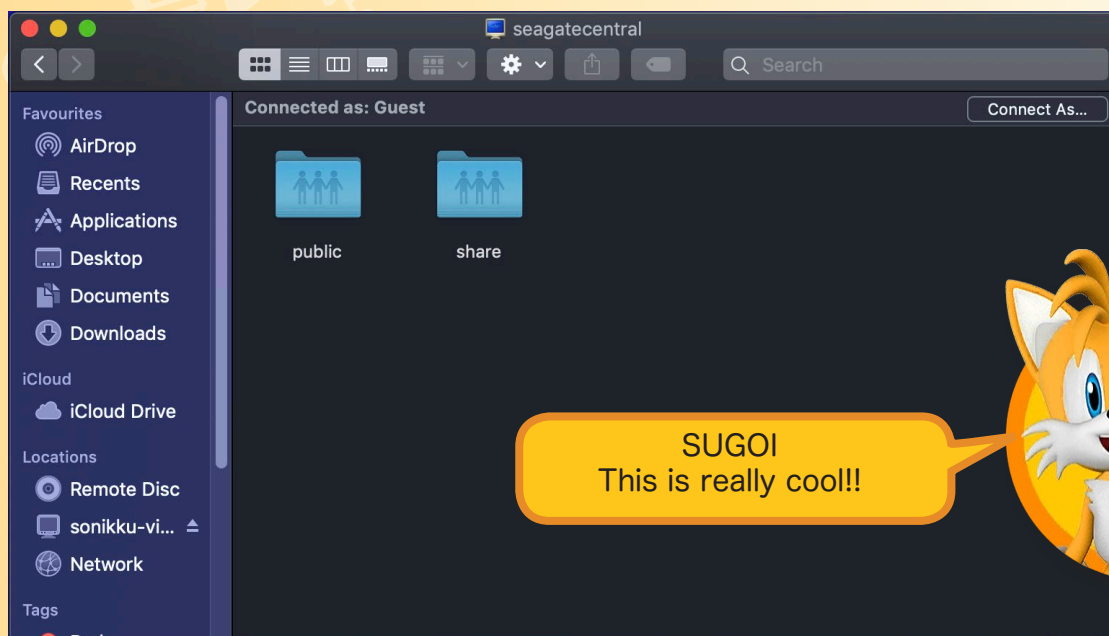 seagatecentral
Search
Favourites
AirDrop
Recents
Applications
Desktop
Documents
Downloads
iCloud
iCloud Drive
Locations
Remote Disc
sonikku-vi...
Network
Tags
Connected as: Guest
Connect As...
public
share
SUGOI
This is really cool!!